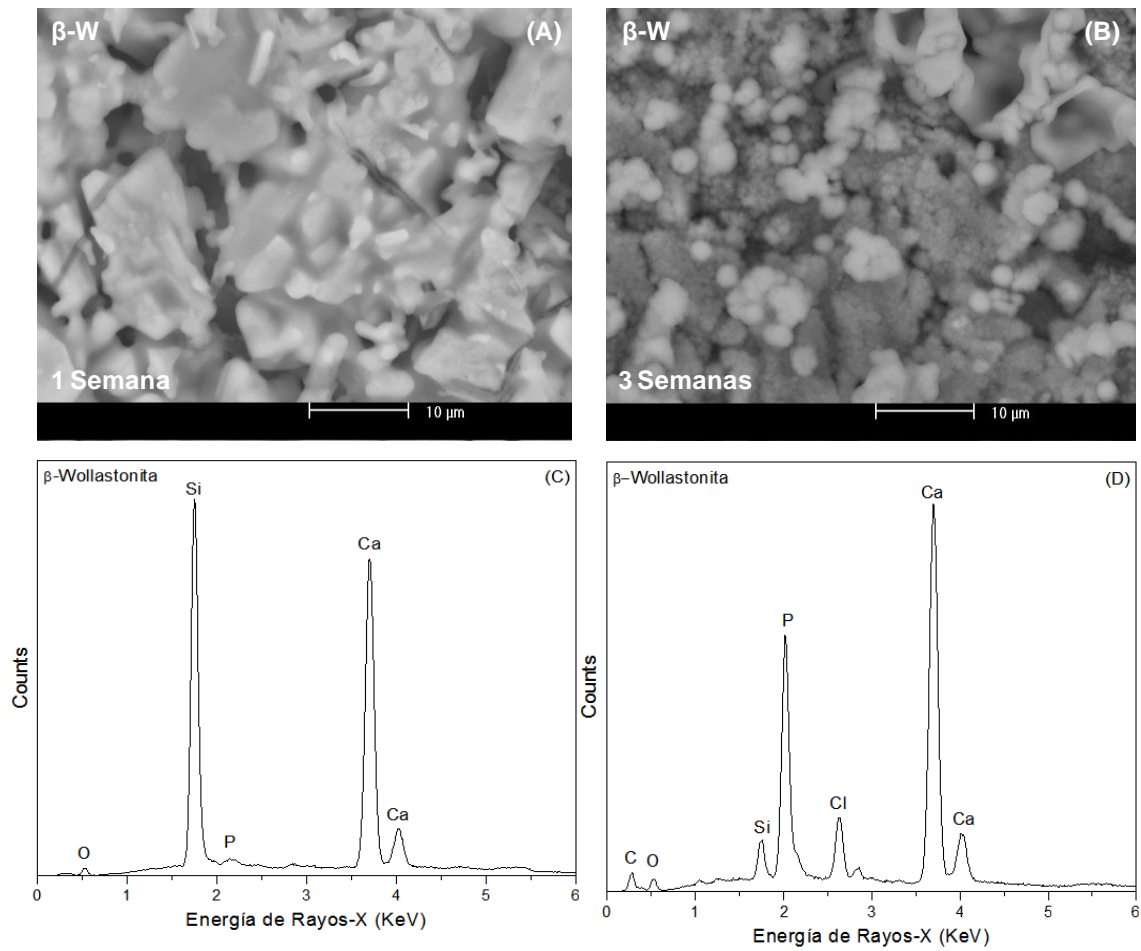 β-W
(A)
1 Semana
10 µm
β-W
(B)
3 Semanas
10 µm
β-Wollastonita
(C)
Si
Ca
Ca
P
O
Counts
0
1
2
3
4
5
6
Energía de Rayos-X (KeV)
β-Wollastonita
(D)
Ca
P
Cl
Si
Ca
C
O
Counts
0
1
2
3
4
5
6
Energía de Rayos-X (KeV)